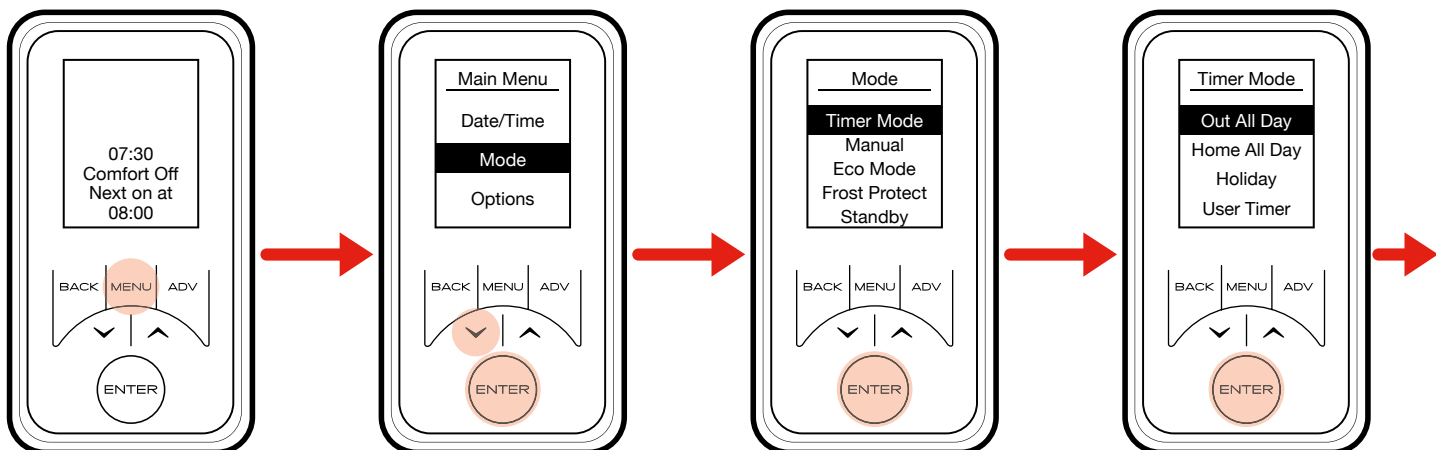 07:30
Comfort Off
Next on at
08:00
BACK MENU ADV
ENTER
Main Menu
Date/Time
Mode
Options
BACK MENU ADV
ENTER
Mode
Timer Mode
Manual
Eco Mode
Frost Protect
Standby
BACK MENU ADV
ENTER
Timer Mode
Out All Day
Home All Day
Holiday
User Timer
BACK MENU ADV
ENTER